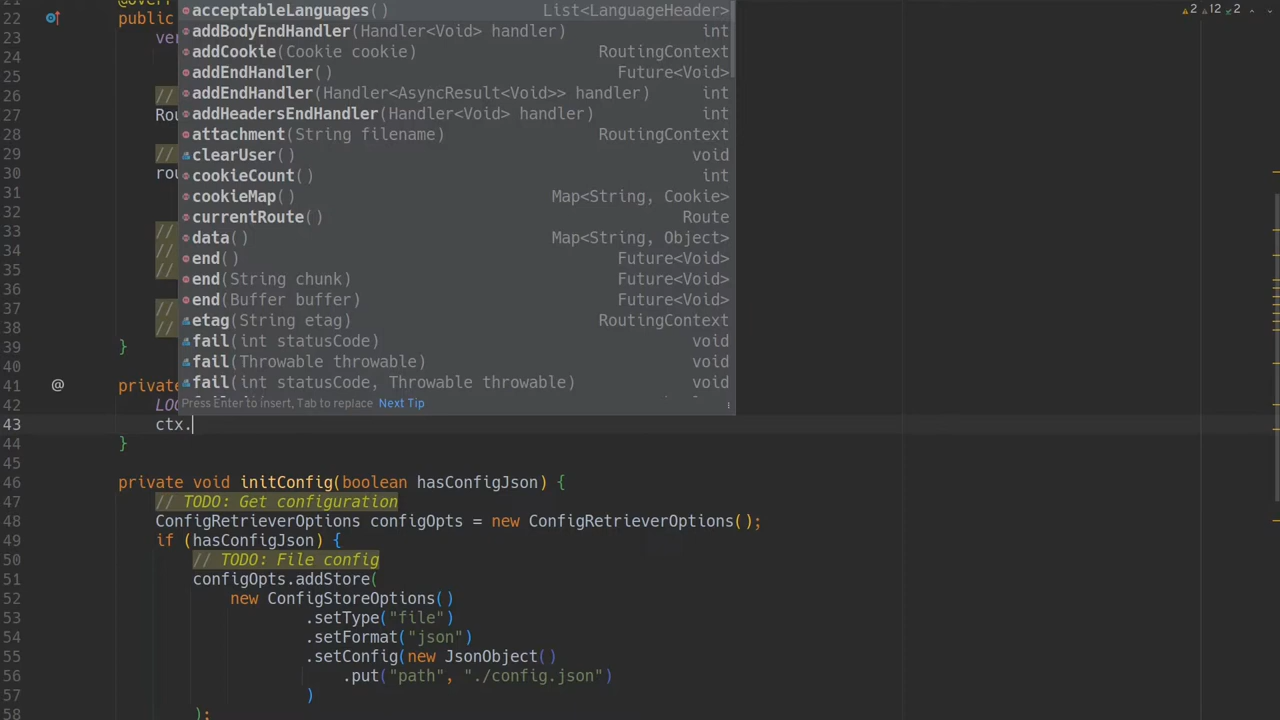 21 @Overr
22 public
23 ver
24
25
26 //
27 Rou
28
29 //
30 rou
31
32
33 //
34 //
35 //
36
37 //
38 //
39 }
40
41 @ private
42 LOG
43 ctx.
44 }
45
46 private void initConfig(boolean hasConfigJson) {
47 // TODO: Get configuration
48 ConfigRetrieverOptions configOpts = new ConfigRetrieverOptions();
49 if (hasConfigJson) {
50 // TODO: File config
51 configOpts.addStore(
52 new ConfigStoreOptions()
53 .setType("file")
54 .setFormat("json")
55 .setConfig(new JsonObject()
56 .put("path", "./config.json")
57 )
58 );
acceptableLanguages() List<LanguageHeader>
addBodyEndHandler(Handler<Void> handler) int
addCookie(Cookie cookie) RoutingContext
addEndHandler() Future<Void>
addEndHandler(Handler<AsyncResult<Void>> handler) int
addHeadersEndHandler(Handler<Void> handler) int
attachment(String filename) RoutingContext
clearUser() void
cookieCount() int
cookieMap() Map<String, Cookie>
currentRoute() Route
data() Map<String, Object>
end() Future<Void>
end(String chunk) Future<Void>
end(Buffer buffer) Future<Void>
etag(String etag) RoutingContext
fail(int statusCode) void
fail(Throwable throwable) void
fail(int statusCode, Throwable throwable) void
Press Enter to insert, Tab to replace Next Tip
2 12 2